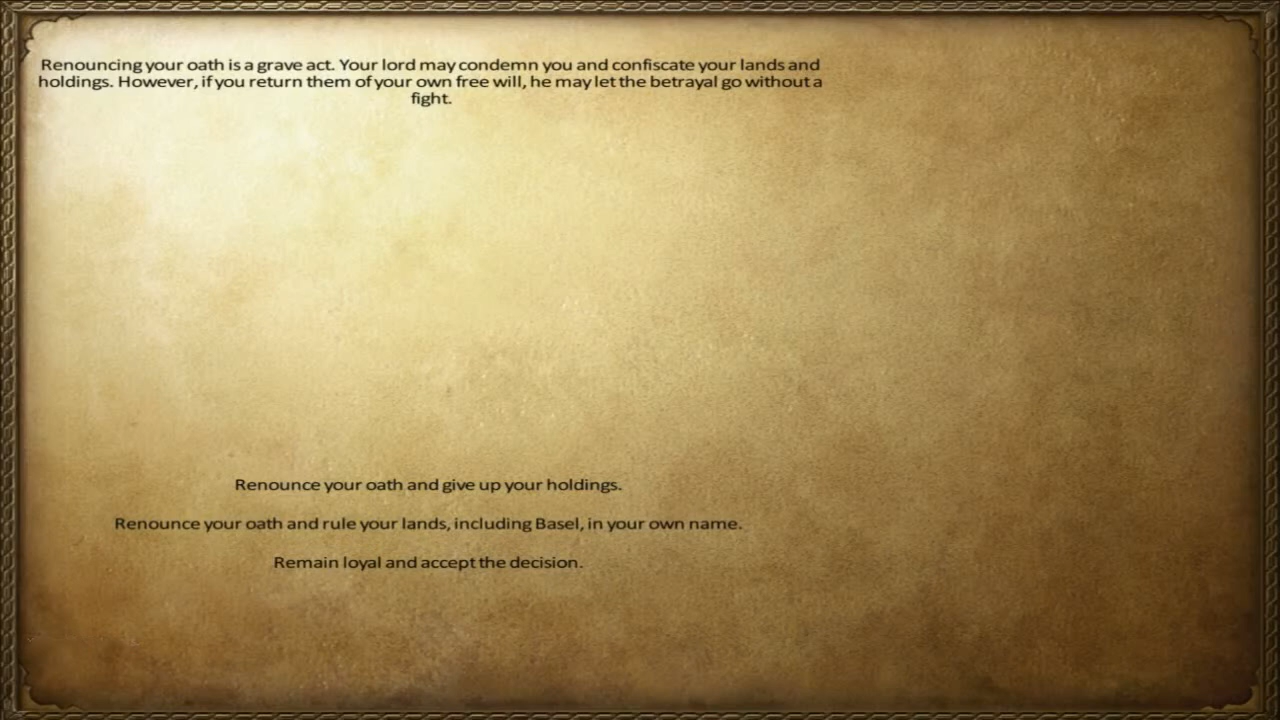 Renouncing your oath is a grave act. Your lord may condemn you and confiscate your lands and
holdings. However, if you return them of your own free will, he may let the betrayal go without a
fight.
Renounce your oath and give up your holdings.
Renounce your oath and rule your lands, including Basel, in your own name.
Remain loyal and accept the decision.